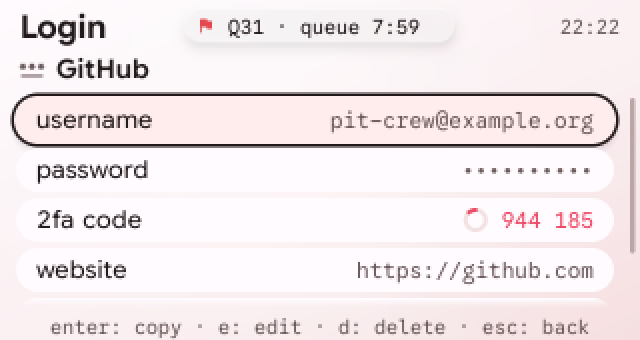 Login
Q31 · queue 7:59
22:22
GitHub
username
pit-crew@example.org
password
••••••••••
2fa code
944 185
website
https://github.com
enter: copy · e: edit · d: delete · esc: back